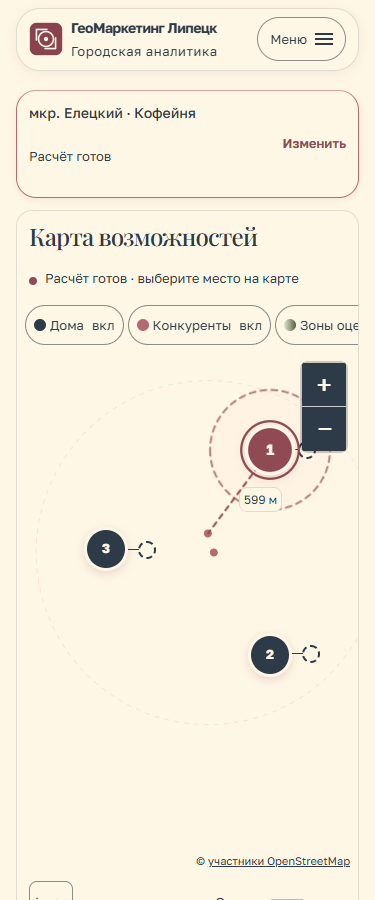 ГеоМаркетинг Липецк
Городская аналитика
Меню
мкр. Елецкий · Кофейня
Изменить
Расчёт готов
Карта возможностей
Расчёт готов · выберите место на карте
Дома вкл
Конкуренты вкл
Зоны оце
+
−
1
599 м
3
2
© участники OpenStreetMap